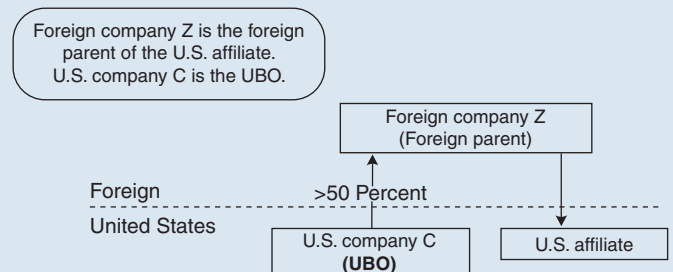 Foreign company Z is the foreign
parent of the U.S. affiliate.
U.S. company C is the UBO.
Foreign company Z
(Foreign parent)
Foreign
>50 Percent
United States
U.S. company C
(UBO)
U.S. affiliate